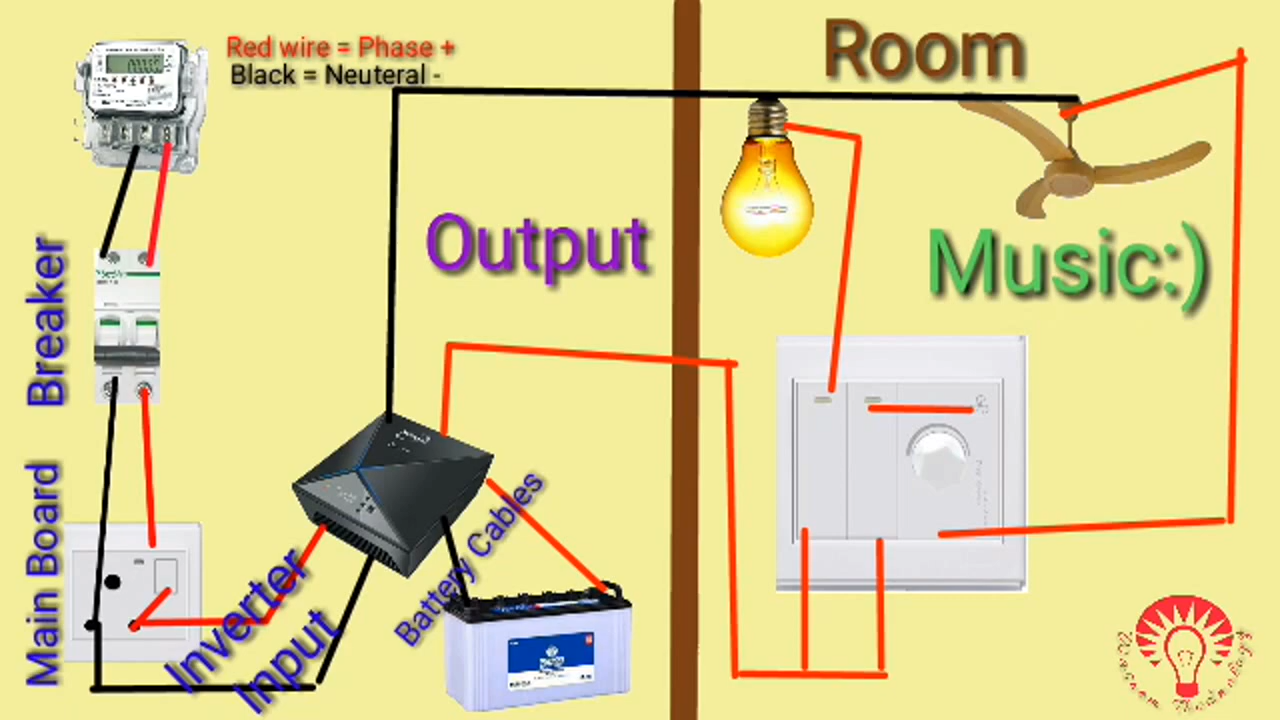 Red wire = Phase +
Black = Neuteral -
Room
Output
Music:)
Breaker
Main Board
Inverter
Input
Battery Cables